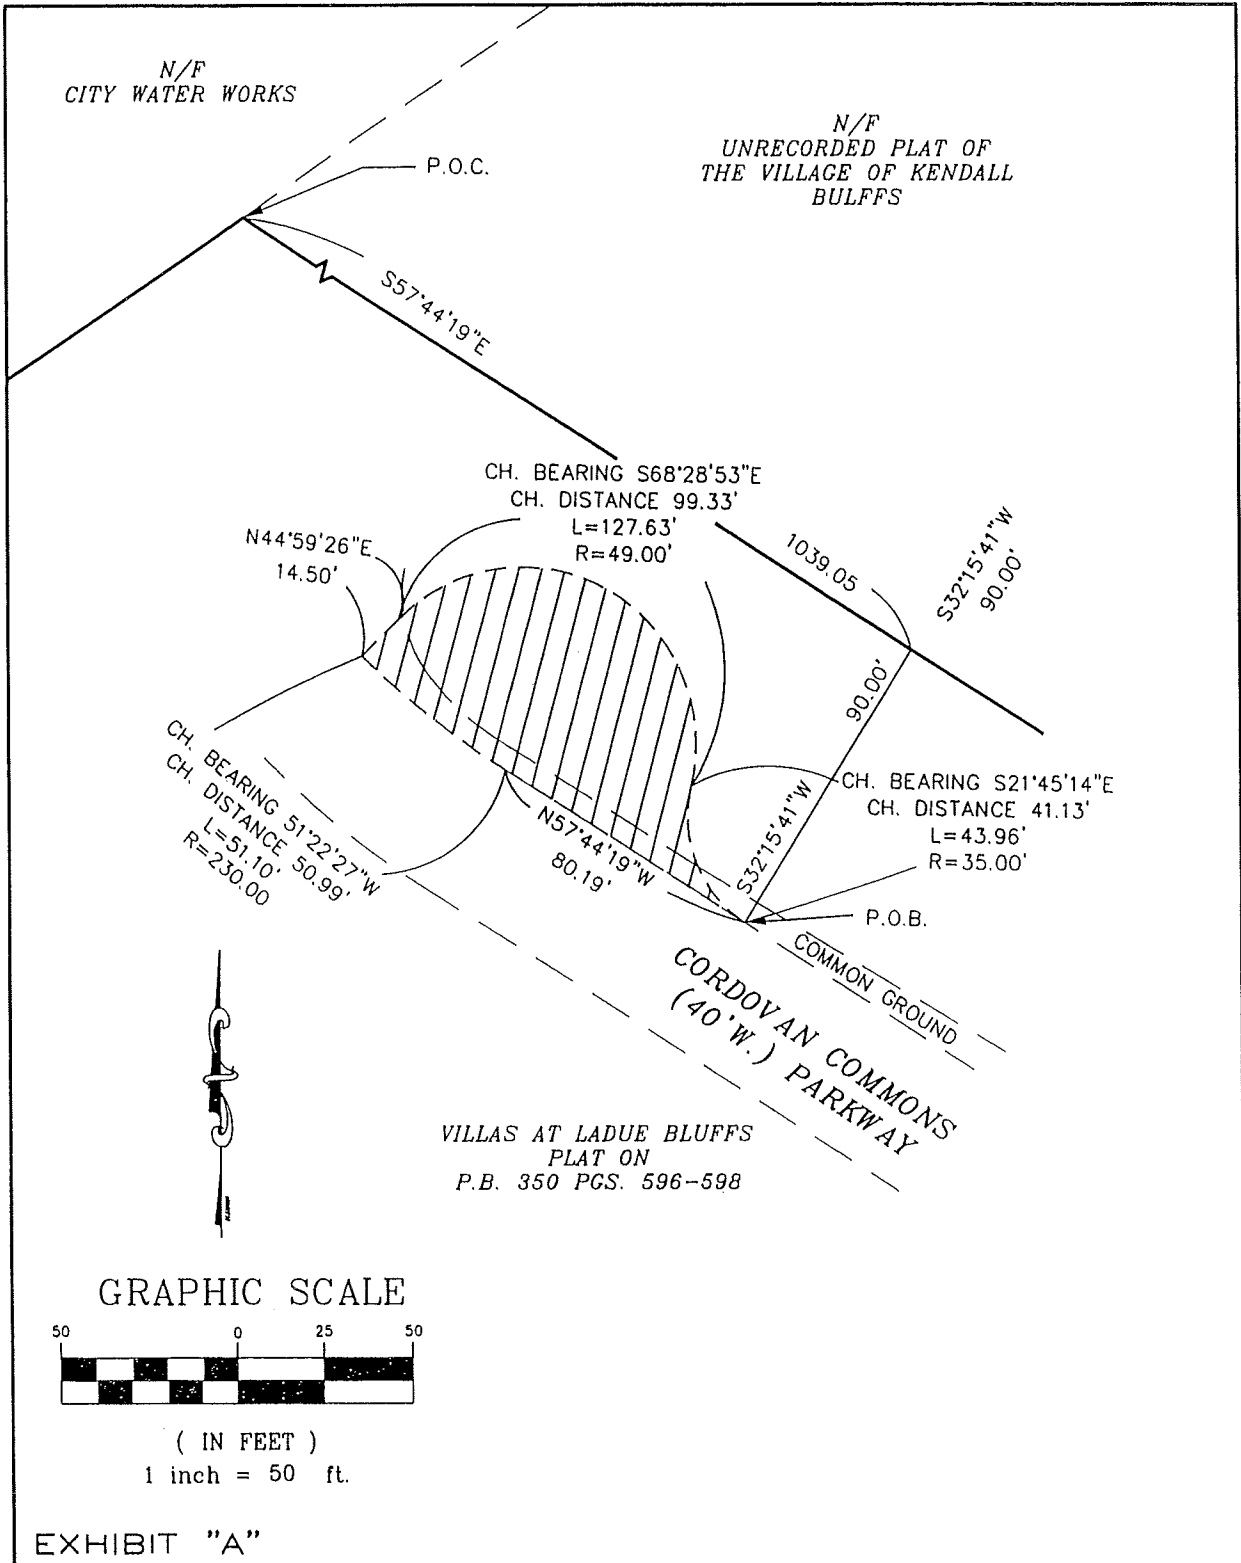 N/F
CITY WATER WORKS
N/F
UNRECORDED PLAT OF
THE VILLAGE OF KENDALL
BULFFS
P.O.C.
S57°44'19"E
CH. BEARING S68°28'53"E
CH. DISTANCE 99.33'
L=127.63'
R=49.00'
N44°59'26"E
14.50'
1039.05
S32°15'41"W
90.00'
90.00'
S32°15'41"W
CH. BEARING 51°22'27"W
CH. DISTANCE 50.99'
L=51.10'
R=230.00
N57°44'19"W
80.19'
CH. BEARING S21°45'14"E
CH. DISTANCE 41.13'
L=43.96'
R=35.00'
P.O.B.
COMMON GROUND
CORDOVAN COMMONS
(40'W.) PARKWAY
VILLAS AT LADUE BLUFFS
PLAT ON
P.B. 350 PGS. 596-598
GRAPHIC SCALE
50 0 25 50
( IN FEET )
1 inch = 50 ft.
EXHIBIT "A"